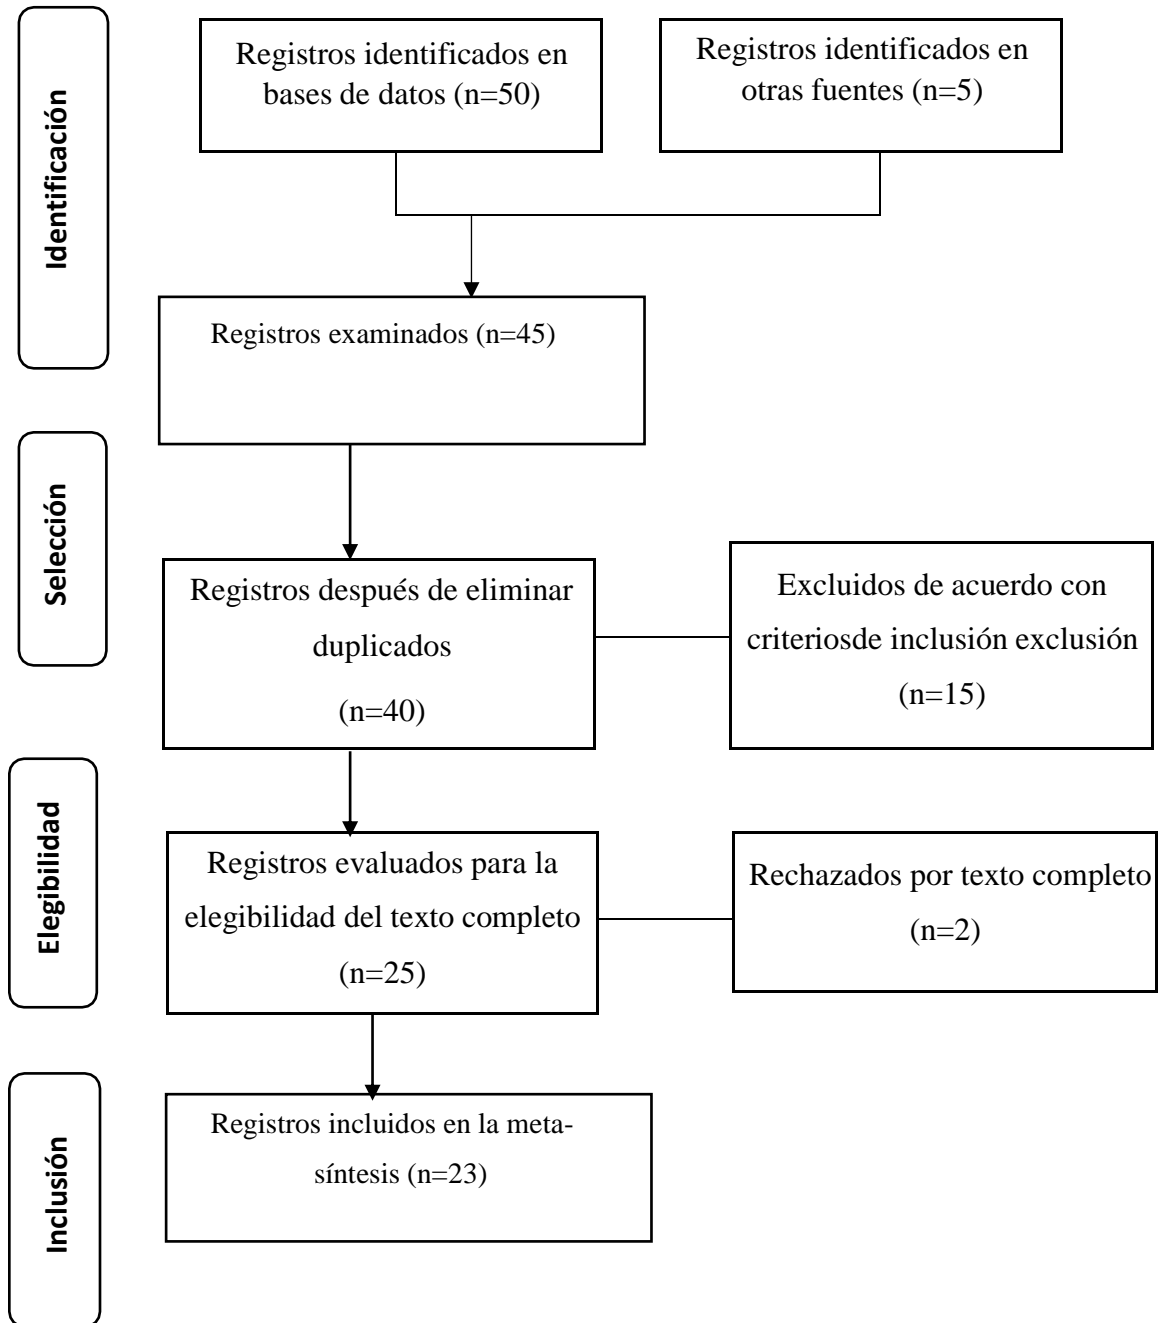 Identificación
Registros identificados en
bases de datos (n=50)
Registros identificados en
otras fuentes (n=5)
Registros examinados (n=45)
Selección
Registros después de eliminar
duplicados
(n=40)
Excluidos de acuerdo con
criteriosde inclusión exclusión
(n=15)
Elegibilidad
Registros evaluados para la
elegibilidad del texto completo
(n=25)
Rechazados por texto completo
(n=2)
Inclusión
Registros incluidos en la meta-
síntesis (n=23)